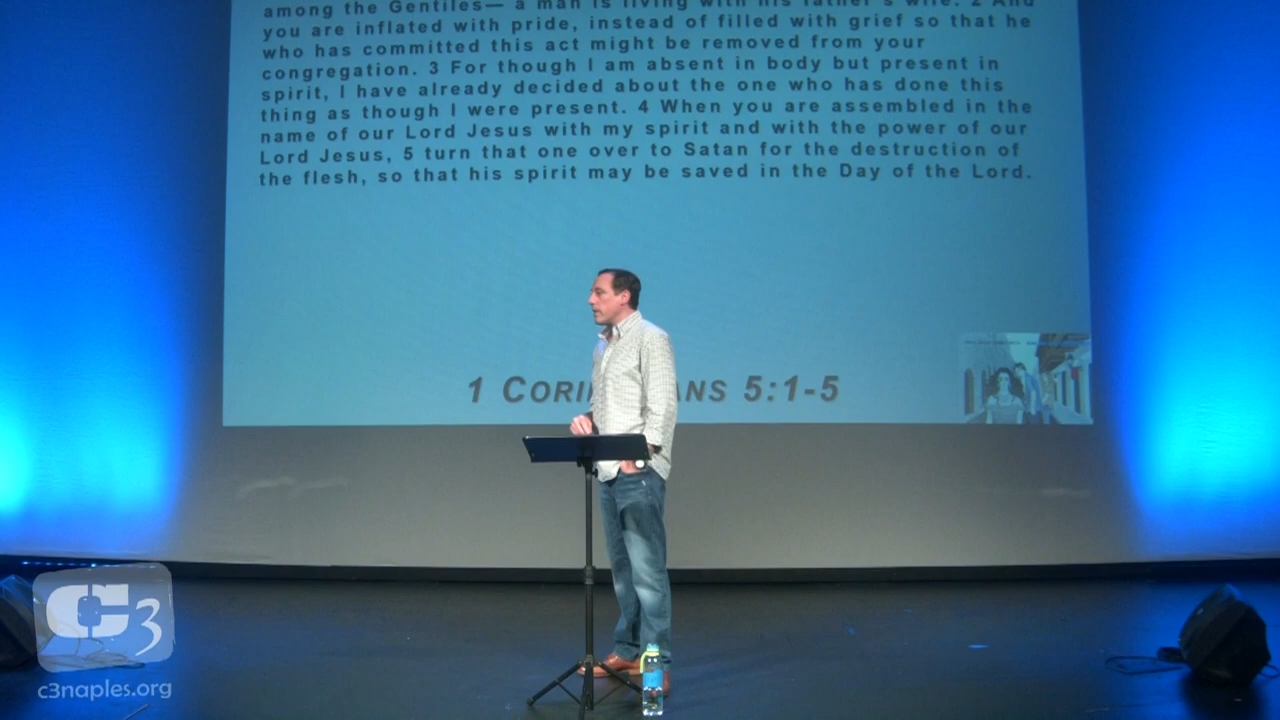 among the Gentiles— a man is living with his father's wife. 2 And
you are inflated with pride, instead of filled with grief so that he
who has committed this act might be removed from your
congregation. 3 For though I am absent in body but present in
spirit, I have already decided about the one who has done this
thing as though I were present. 4 When you are assembled in the
name of our Lord Jesus with my spirit and with the power of our
Lord Jesus, 5 turn that one over to Satan for the destruction of
the flesh, so that his spirit may be saved in the Day of the Lord.
1 CORI ANS 5:1-5
C3
c3naples.org